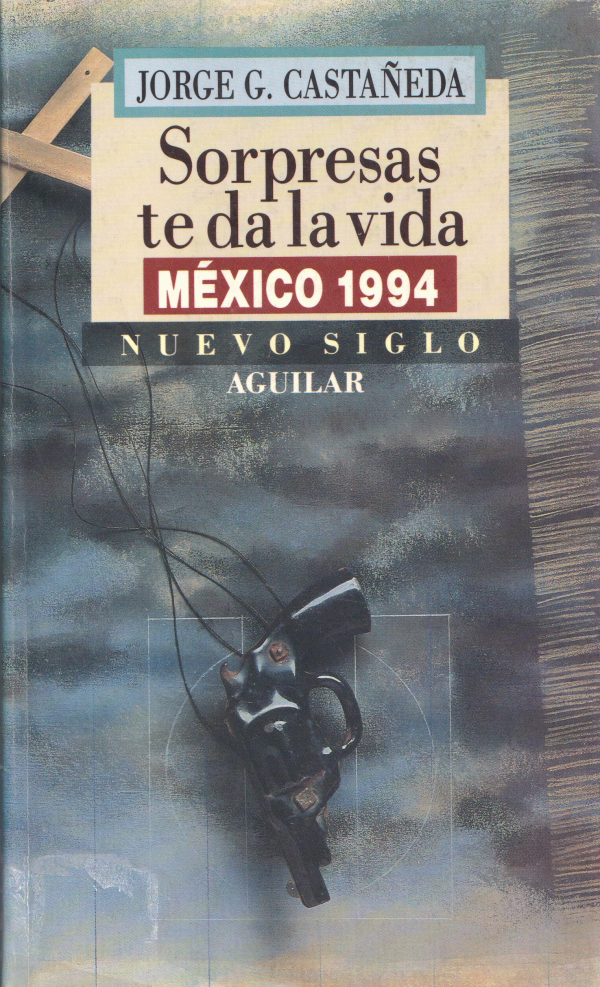 JORGE G. CASTAÑEDA
Sorpresas
te da la vida
MÉXICO 1994
NUEVO SIGLO
AGUILAR